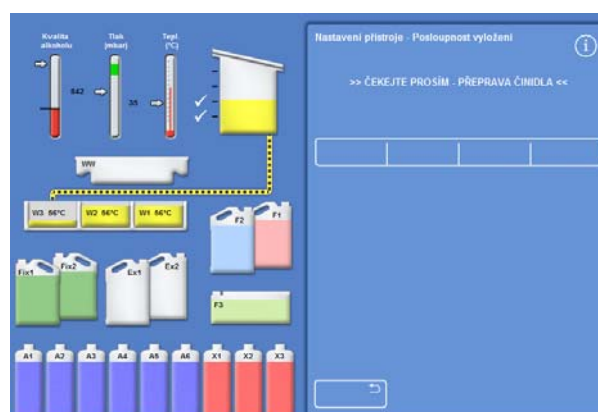 Kvalita alkoholu
Tlak (mbar)
Tepl. (°C)
842
35
WW
W3 56°C
W2 56°C
W1 56°C
F2
F1
Fix1
Fix2
Ex1
Ex2
F3
A1
A2
A3
A4
A5
A6
X1
X2
X3
Nastavení přístroje - Posloupnost vyložení
i
>> ČEKEJTE PROSÍM - PŘEPRAVA ČINIDLA <<